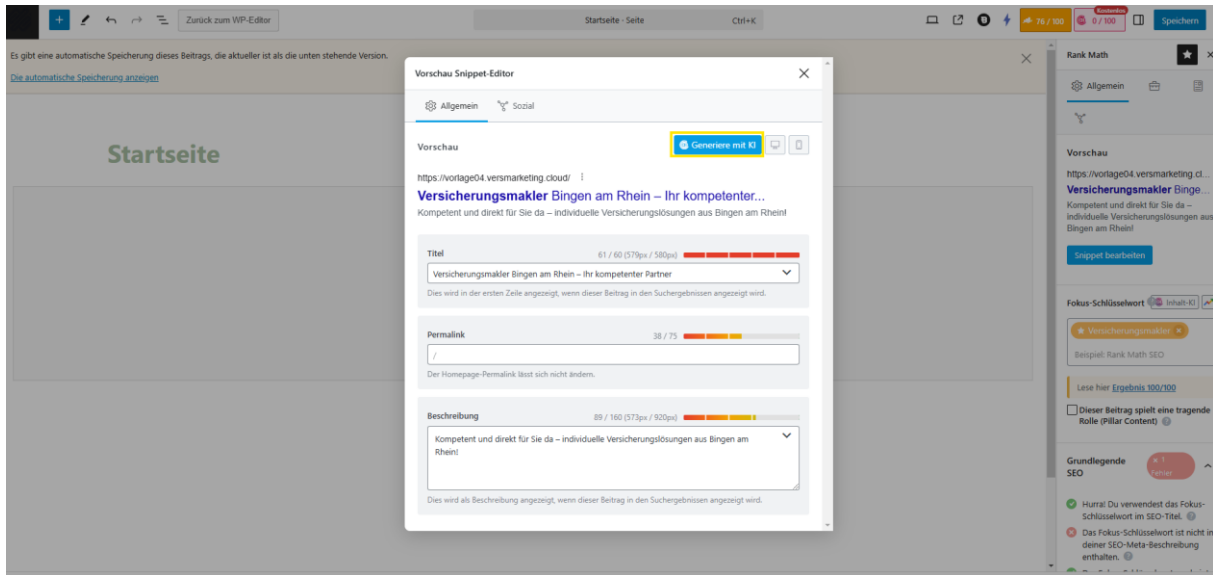 Zurück zum WP-Editor
Startseite · Seite
Ctrl+K
76 / 100
Kostenlos
0 / 100
Speichern
Es gibt eine automatische Speicherung dieses Beitrags, die aktueller ist als die unten stehende Version.
Die automatische Speicherung anzeigen
Startseite
Vorschau Snippet-Editor
Allgemein
Sozial
Vorschau
Generiere mit KI
https://vorlage04.versmarketing.cloud/
Versicherungsmakler Bingen am Rhein – Ihr kompetenter...
Kompetent und direkt für Sie da – individuelle Versicherungslösungen aus Bingen am Rhein!
Titel
61 / 60 (579px / 580px)
Versicherungsmakler Bingen am Rhein – Ihr kompetenter Partner
Dies wird in der ersten Zeile angezeigt, wenn dieser Beitrag in den Suchergebnissen angezeigt wird.
Permalink
38 / 75
/
Der Homepage-Permalink lässt sich nicht ändern.
Beschreibung
89 / 160 (573px / 920px)
Kompetent und direkt für Sie da – individuelle Versicherungslösungen aus Bingen am
Rhein!
Dies wird als Beschreibung angezeigt, wenn dieser Beitrag in den Suchergebnissen angezeigt wird.
Rank Math
Allgemein
Vorschau
https://vorlage04.versmarketing.cl...
Versicherungsmakler Binge...
Kompetent und direkt für Sie da –
individuelle Versicherungslösungen aus
Bingen am Rhein!
Snippet bearbeiten
Fokus-Schlüsselwort
Inhalt-KI
Versicherungsmakler
Beispiel: Rank Math SEO
Lese hier Ergebnis 100/100
Dieser Beitrag spielt eine tragende
Rolle (Pillar Content)
Grundlegende
SEO
× 1
Fehler
Hurra! Du verwendest das Fokus-
Schlüsselwort im SEO-Titel.
Das Fokus-Schlüsselwort ist nicht in
deiner SEO-Meta-Beschreibung
enthalten.